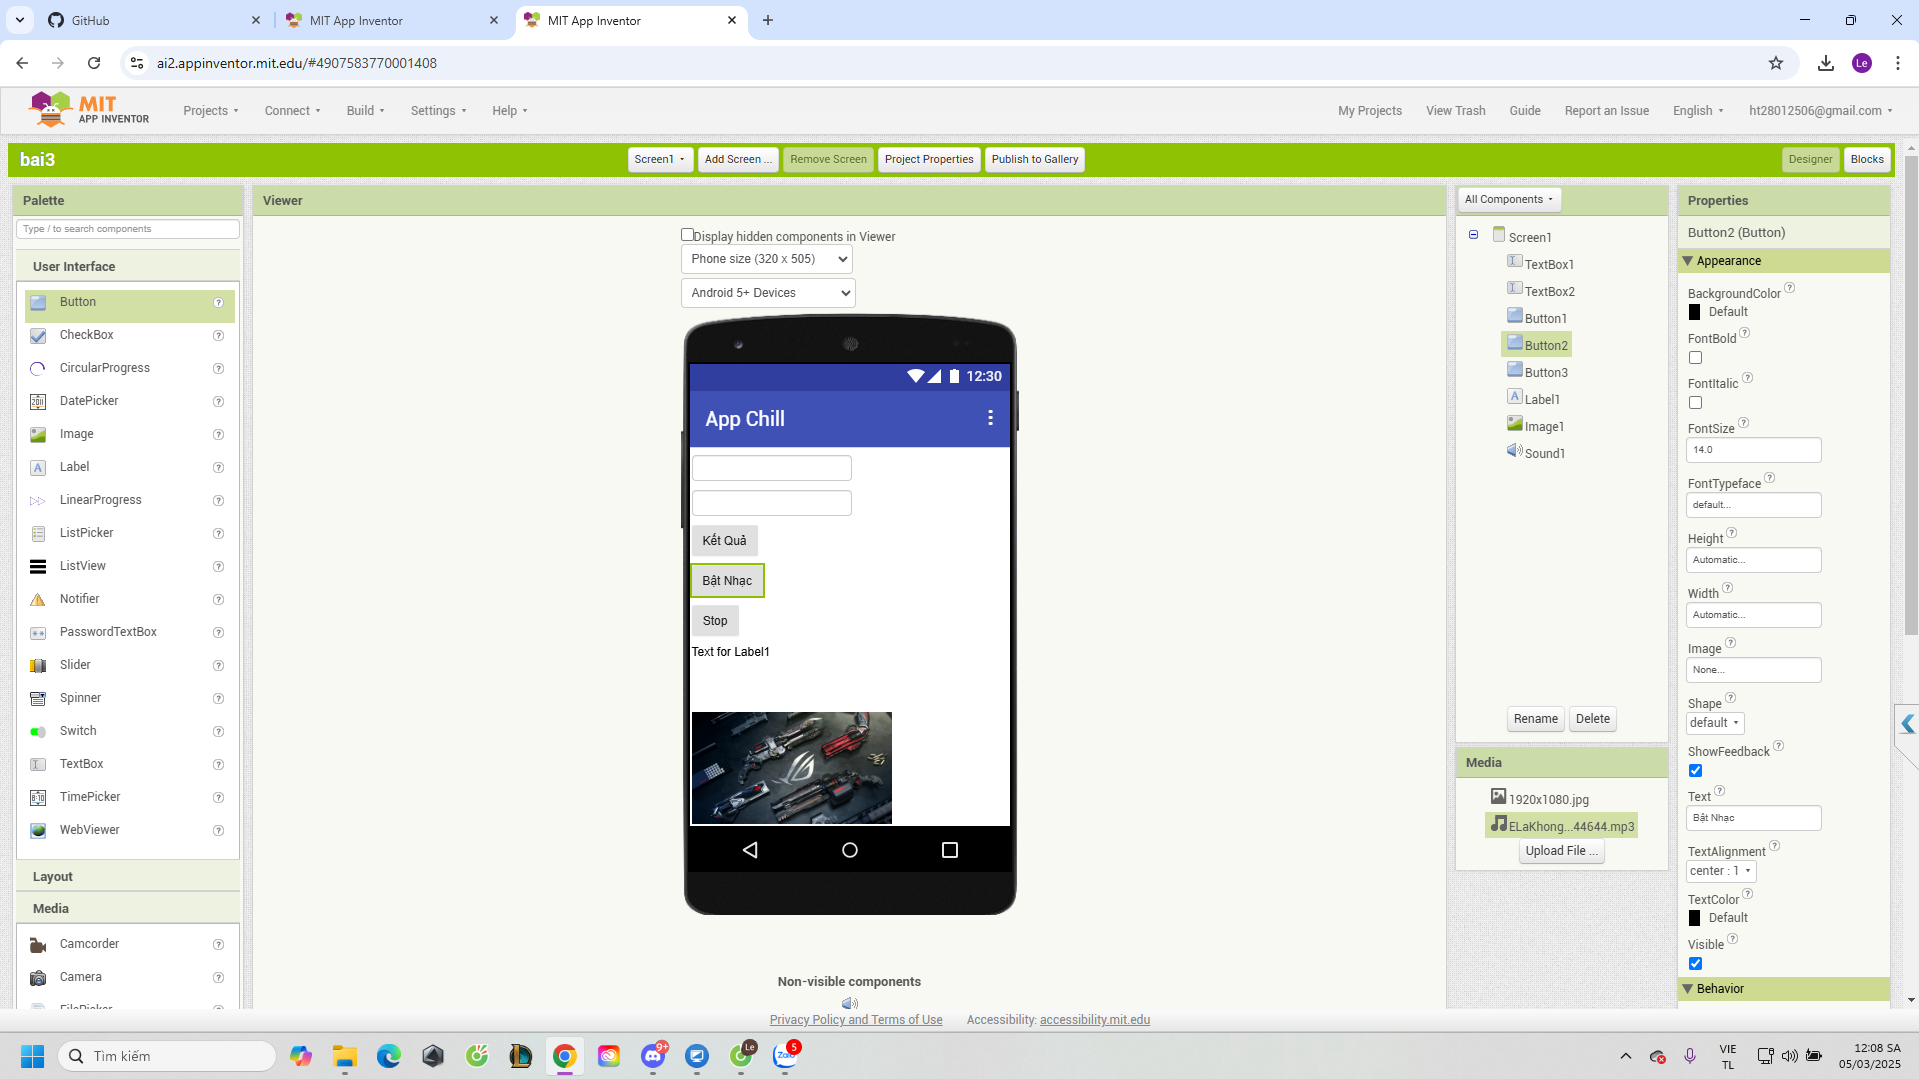 GitHub
MIT App Inventor
MIT App Inventor
ai2.appinventor.mit.edu/#4907583770001408
Le
MIT
APP INVENTOR
Projects
Connect
Build
Settings
Help
My Projects
View Trash
Guide
Report an Issue
English
ht28012506@gmail.com
bai3
Screen1
Add Screen ...
Remove Screen
Project Properties
Publish to Gallery
Designer
Blocks
Palette
Type / to search components
User Interface
Button
CheckBox
CircularProgress
DatePicker
Image
Label
LinearProgress
ListPicker
ListView
Notifier
PasswordTextBox
Slider
Spinner
Switch
TextBox
TimePicker
WebViewer
Layout
Media
Camcorder
Camera
FilePicker
Viewer
Display hidden components in Viewer
Phone size (320 x 505)
Android 5+ Devices
12:30
App Chill
Kết Quả
Bật Nhạc
Stop
Text for Label1
Non-visible components
All Components
Screen1
TextBox1
TextBox2
Button1
Button2
Button3
Label1
Image1
Sound1
Rename
Delete
Media
1920x1080.jpg
ELaKhong...44644.mp3
Upload File ...
Properties
Button2 (Button)
Appearance
BackgroundColor
Default
FontBold
FontItalic
FontSize
14.0
FontTypeface
default...
Height
Automatic...
Width
Automatic...
Image
None...
Shape
default
ShowFeedback
Text
Bật Nhạc
TextAlignment
center : 1
TextColor
Default
Visible
Behavior
Privacy Policy and Terms of Use
Accessibility: accessibility.mit.edu
Tìm kiếm
9+
Le
Zalo
5
VIE
TL
12:08 SA
05/03/2025